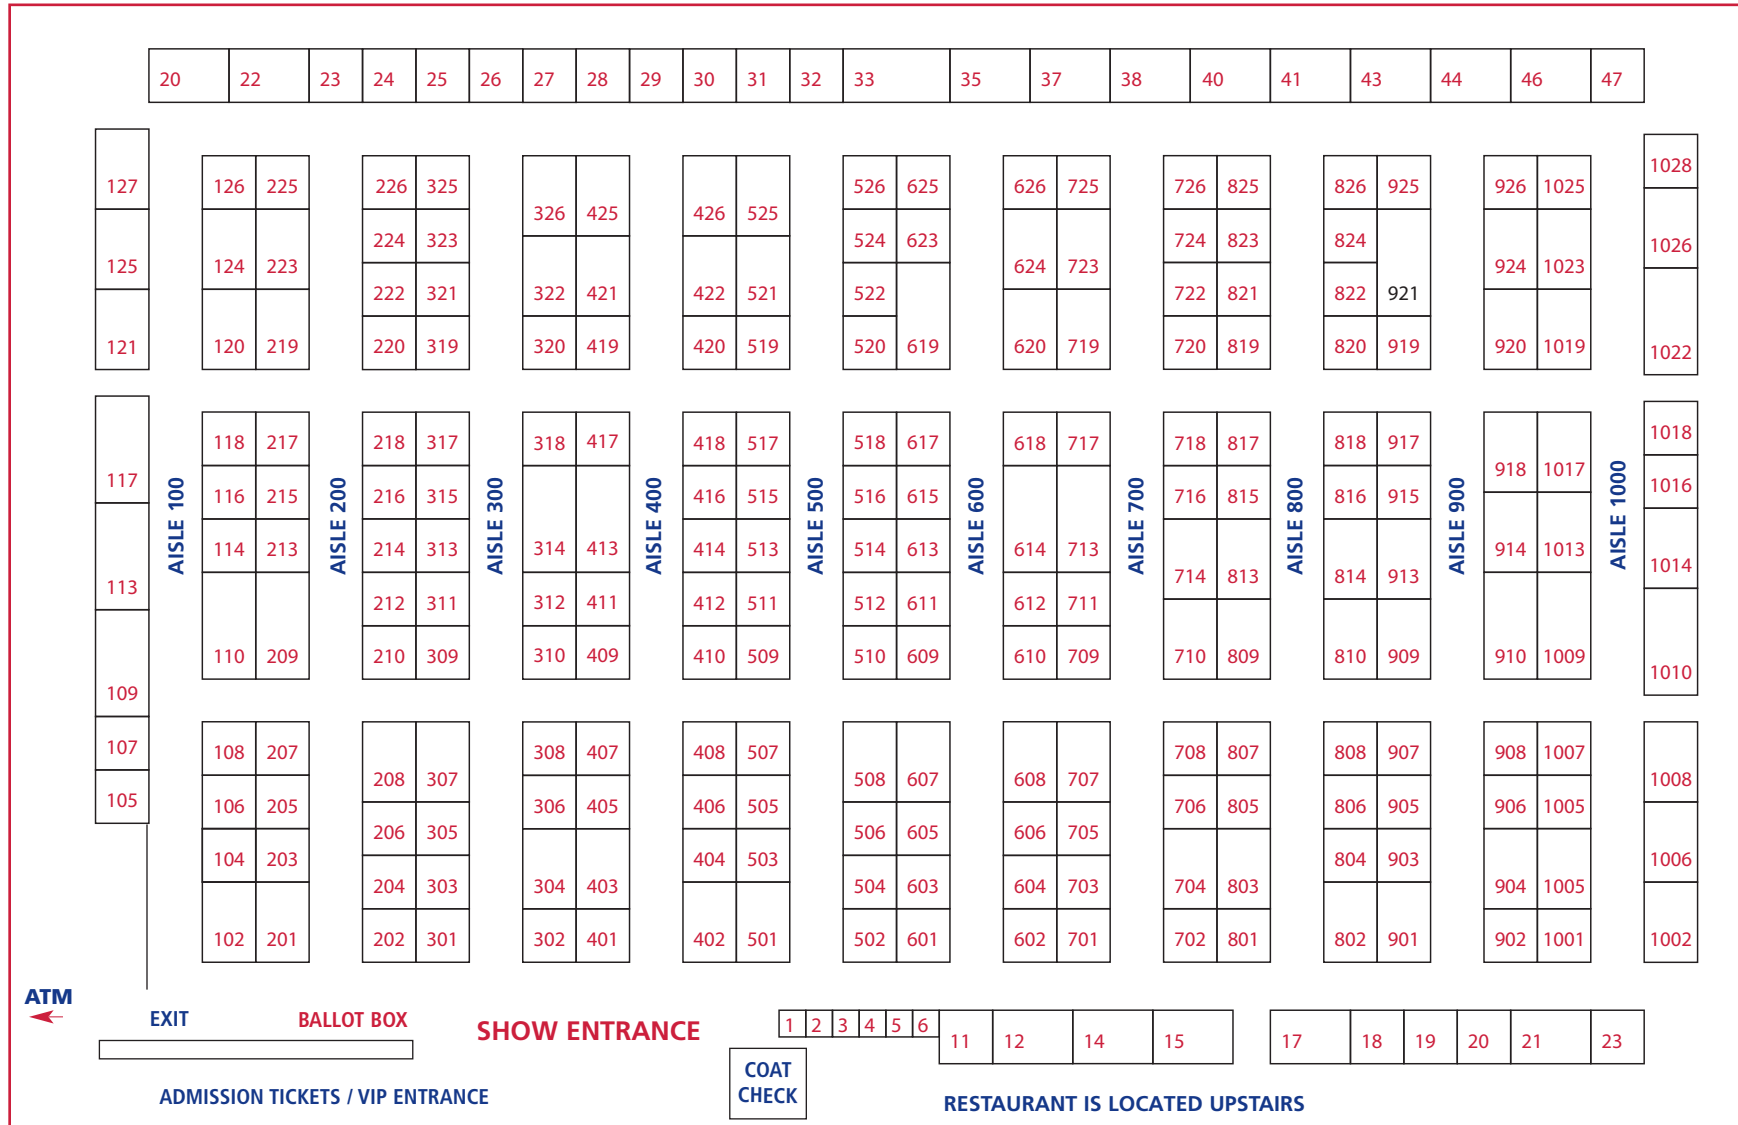 20 22 23 24 25 26 27 28 29 30 31 32 33 35 37 38 40 41 43 44 46 47
1028
127 126 225 226 325 526 625 626 725 726 825 826 925 926 1025
326 425 426 525
224 323 524 623 724 823 824 1026
125 124 223 624 723 924 1023
222 321 322 421 422 521 522 722 821 822 921
121 120 219 220 319 320 419 420 519 520 619 620 719 720 819 820 919 920 1019 1022
118 217 218 317 318 417 418 517 518 617 618 717 718 817 818 917 1018
117 918 1017
116 215 216 315 416 515 516 615 716 815 816 915 1016
AISLE 100 AISLE 200 AISLE 300 AISLE 400 AISLE 500 AISLE 600 AISLE 700 AISLE 800 AISLE 900 AISLE 1000
114 213 214 313 314 413 414 513 514 613 614 713 914 1013 1014
113 714 813 814 913
212 311 312 411 412 511 512 611 612 711
110 209 210 309 310 409 410 509 510 609 610 709 710 809 810 909 910 1009 1010
109
107 108 207 308 407 408 507 708 807 808 907 908 1007
208 307 508 607 608 707 1008
105 106 205 306 405 406 505 706 805 806 905 906 1005
206 305 506 605 606 705
104 203 404 503 804 903 1006
204 303 304 403 504 603 604 703 704 803 904 1005
102 201 202 301 302 401 402 501 502 601 602 701 702 801 802 901 902 1001 1002
ATM
EXIT BALLOT BOX SHOW ENTRANCE 1 2 3 4 5 6
11 12 14 15 17 18 19 20 21 23
COAT
CHECK
ADMISSION TICKETS / VIP ENTRANCE
RESTAURANT IS LOCATED UPSTAIRS